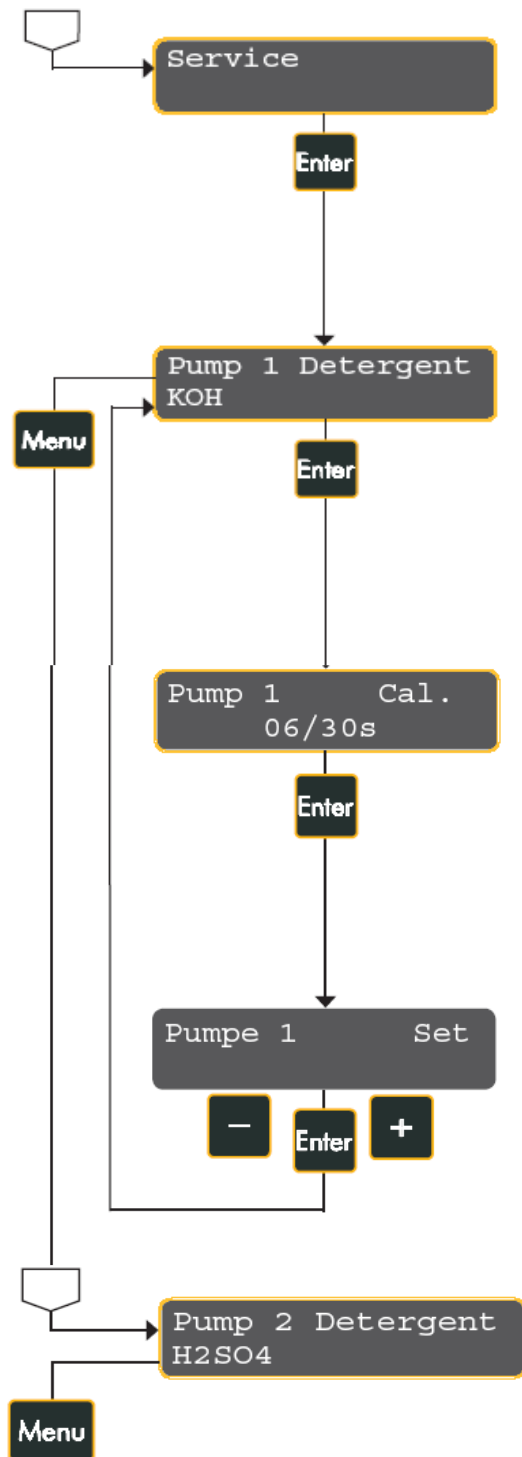 Service
Enter
Pump 1 Detergent
KOH
Menu
Enter
Pump 1 Cal.
06/30s
Enter
Pumpe 1 Set
− Enter +
Pump 2 Detergent
H2SO4
Menu